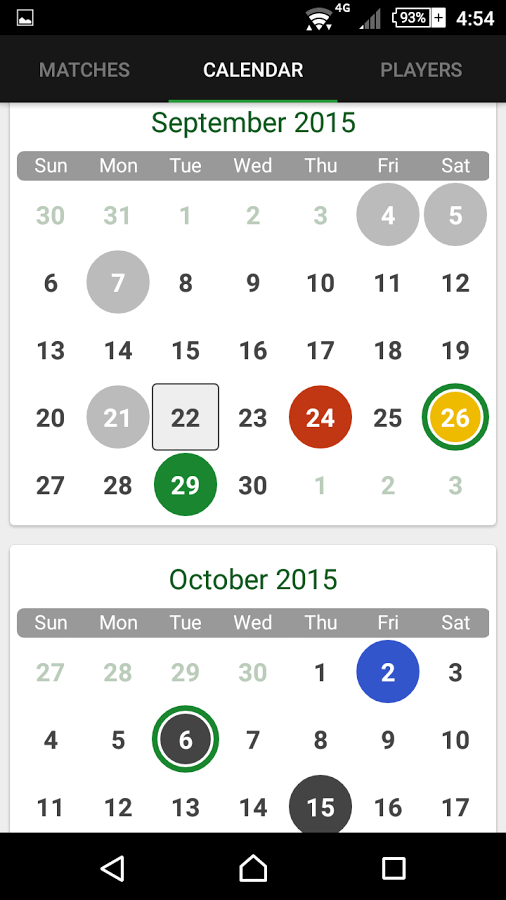 4G 93% 4:54
MATCHES CALENDAR PLAYERS
September 2015
Sun Mon Tue Wed Thu Fri Sat
30 31 1 2 3 4 5
6 7 8 9 10 11 12
13 14 15 16 17 18 19
20 21 22 23 24 25 26
27 28 29 30 1 2 3
October 2015
Sun Mon Tue Wed Thu Fri Sat
27 28 29 30 1 2 3
4 5 6 7 8 9 10
11 12 13 14 15 16 17